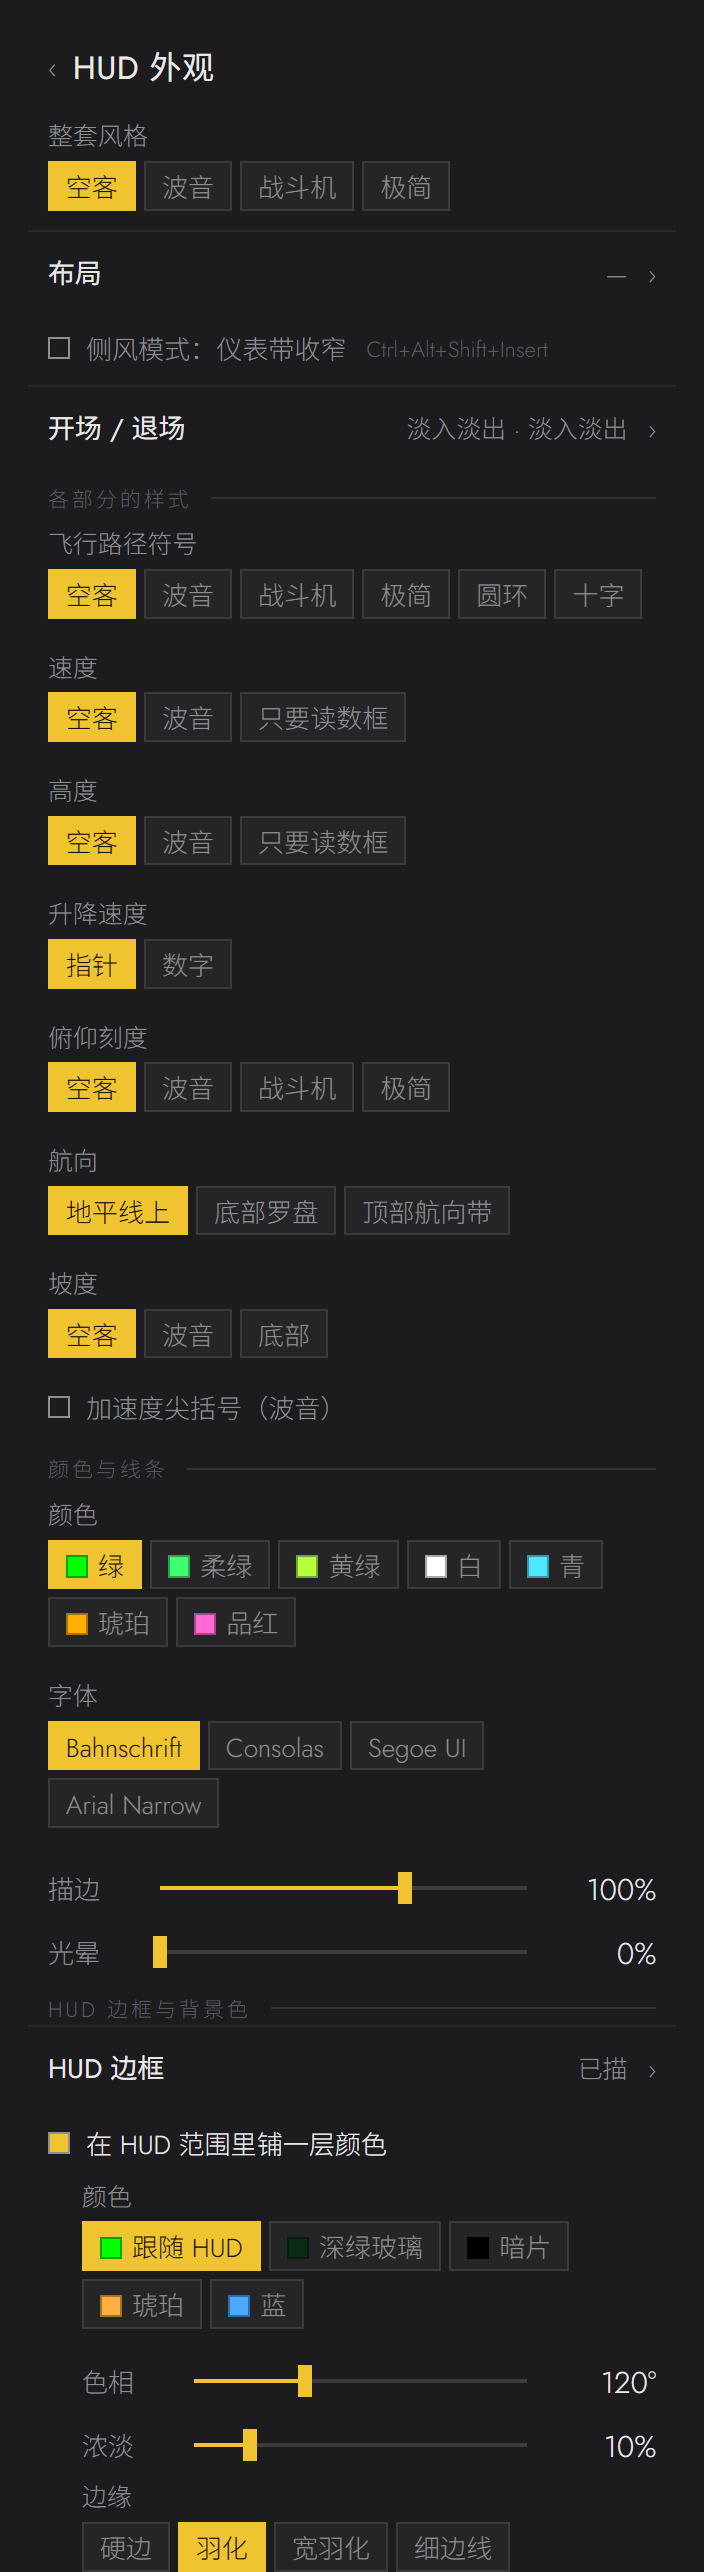 ‹ HUD 外观
整套风格
空客 波音 战斗机 极简
布局 — ›
侧风模式：仪表带收窄 Ctrl+Alt+Shift+Insert
开场 / 退场 淡入淡出 · 淡入淡出 ›
各部分的样式
飞行路径符号
空客 波音 战斗机 极简 圆环 十字
速度
空客 波音 只要读数框
高度
空客 波音 只要读数框
升降速度
指针 数字
俯仰刻度
空客 波音 战斗机 极简
航向
地平线上 底部罗盘 顶部航向带
坡度
空客 波音 底部
加速度尖括号（波音）
颜色与线条
颜色
绿 柔绿 黄绿 白 青
琥珀 品红
字体
Bahnschrift Consolas Segoe UI
Arial Narrow
描边 100%
光晕 0%
HUD 边框与背景色
HUD 边框 已描 ›
在 HUD 范围里铺一层颜色
颜色
跟随 HUD 深绿玻璃 暗片
琥珀 蓝
色相 120°
浓淡 10%
边缘
硬边 羽化 宽羽化 细边线